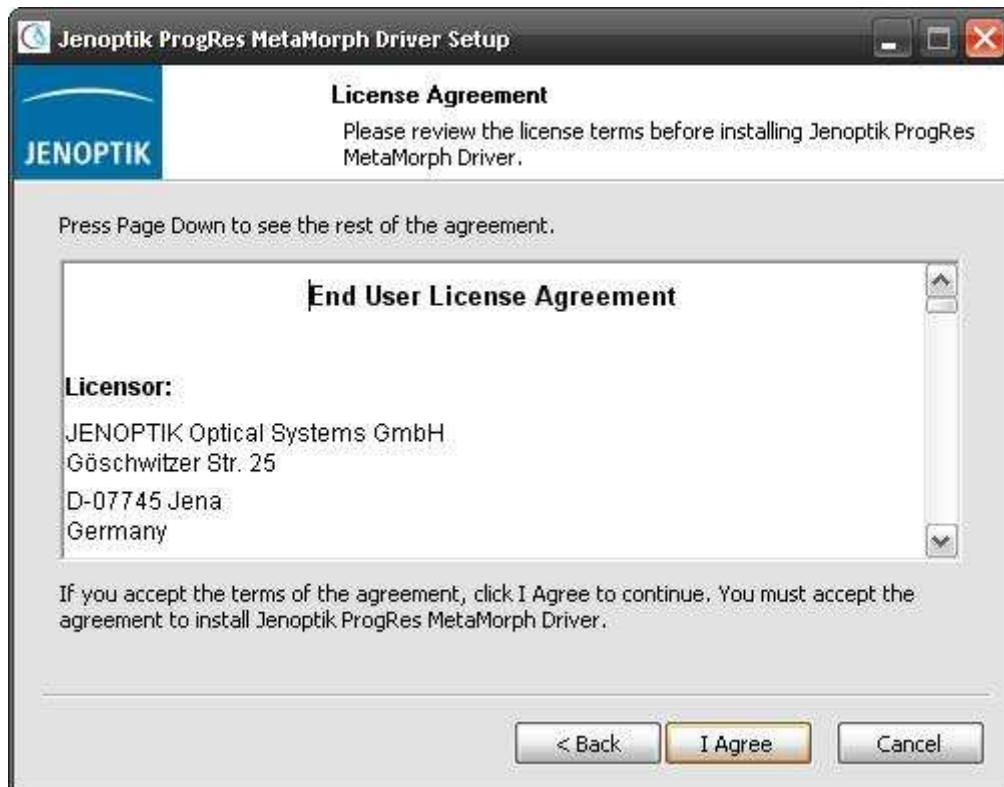 Jenoptik ProgRes MetaMorph Driver Setup
JENOPTIK
License Agreement
Please review the license terms before installing Jenoptik ProgRes
MetaMorph Driver.
Press Page Down to see the rest of the agreement.
End User License Agreement
Licensor:
JENOPTIK Optical Systems GmbH
Göschwitzer Str. 25
D-07745 Jena
Germany
If you accept the terms of the agreement, click I Agree to continue. You must accept the
agreement to install Jenoptik ProgRes MetaMorph Driver.
< Back
I Agree
Cancel